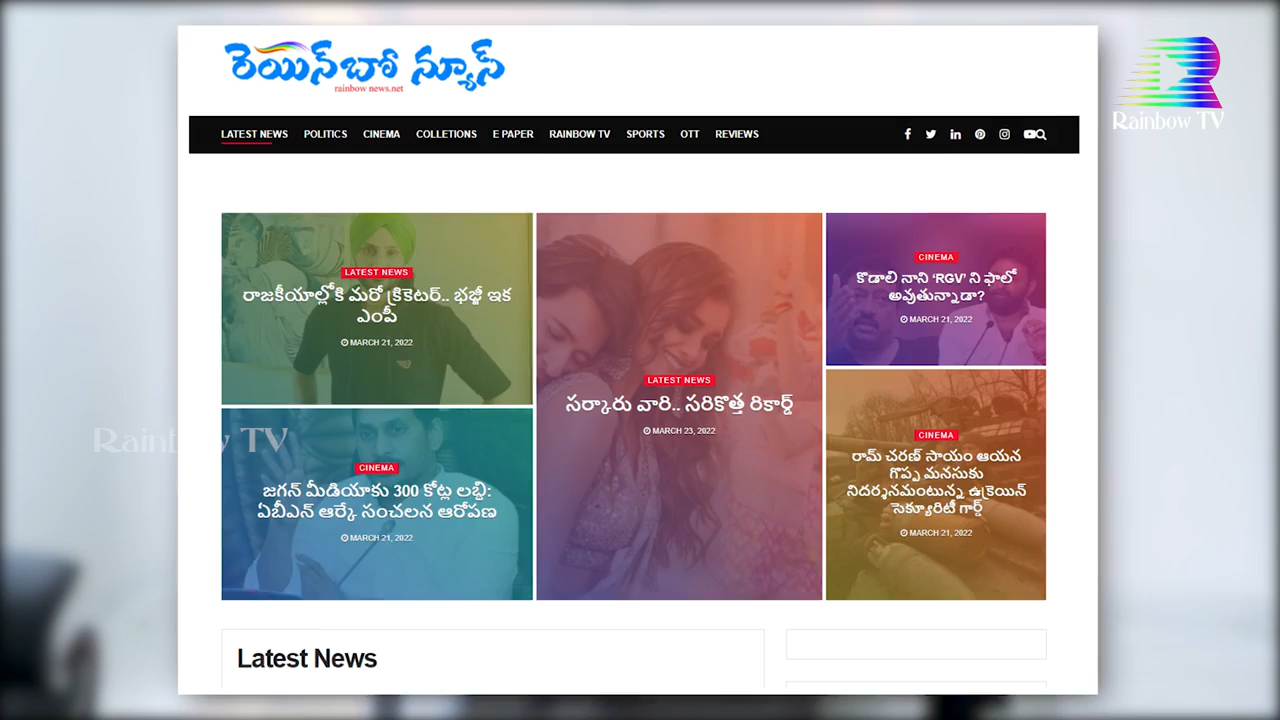 రెయిన్‌బో న్యూస్
rainbow news.net
Rainbow TV
LATEST NEWS POLITICS CINEMA COLLETIONS E PAPER RAINBOW TV SPORTS OTT REVIEWS
LATEST NEWS
రాజకీయాల్లోకి మరో క్రికెటర్.. భజ్జీ ఇక
ఎంపీ
MARCH 21, 2022
CINEMA
జగన్ మీడియాకు 300 కోట్ల లబ్ధి:
ఏబీఎన్ ఆర్కే సంచలన ఆరోపణ
MARCH 21, 2022
LATEST NEWS
సర్కారు వారి.. సరికొత్త రికార్డ్
MARCH 23, 2022
CINEMA
కొడాలి నాని ‘RGV’ ని ఫాలో
అవుతున్నాడా?
MARCH 21, 2022
CINEMA
రామ్ చరణ్ సాయం ఆయన
గొప్ప మనసుకు
నిదర్శనమంటున్న ఉక్రెయిన్
సెక్యూరిటీ గార్డ్
MARCH 21, 2022
Rainbow TV
Latest News